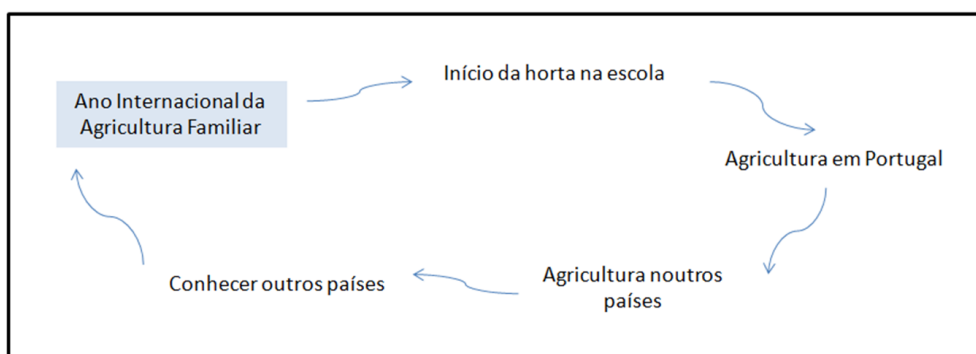 Ano Internacional da
Agricultura Familiar
Início da horta na escola
Agricultura em Portugal
Agricultura noutros
países
Conhecer outros países